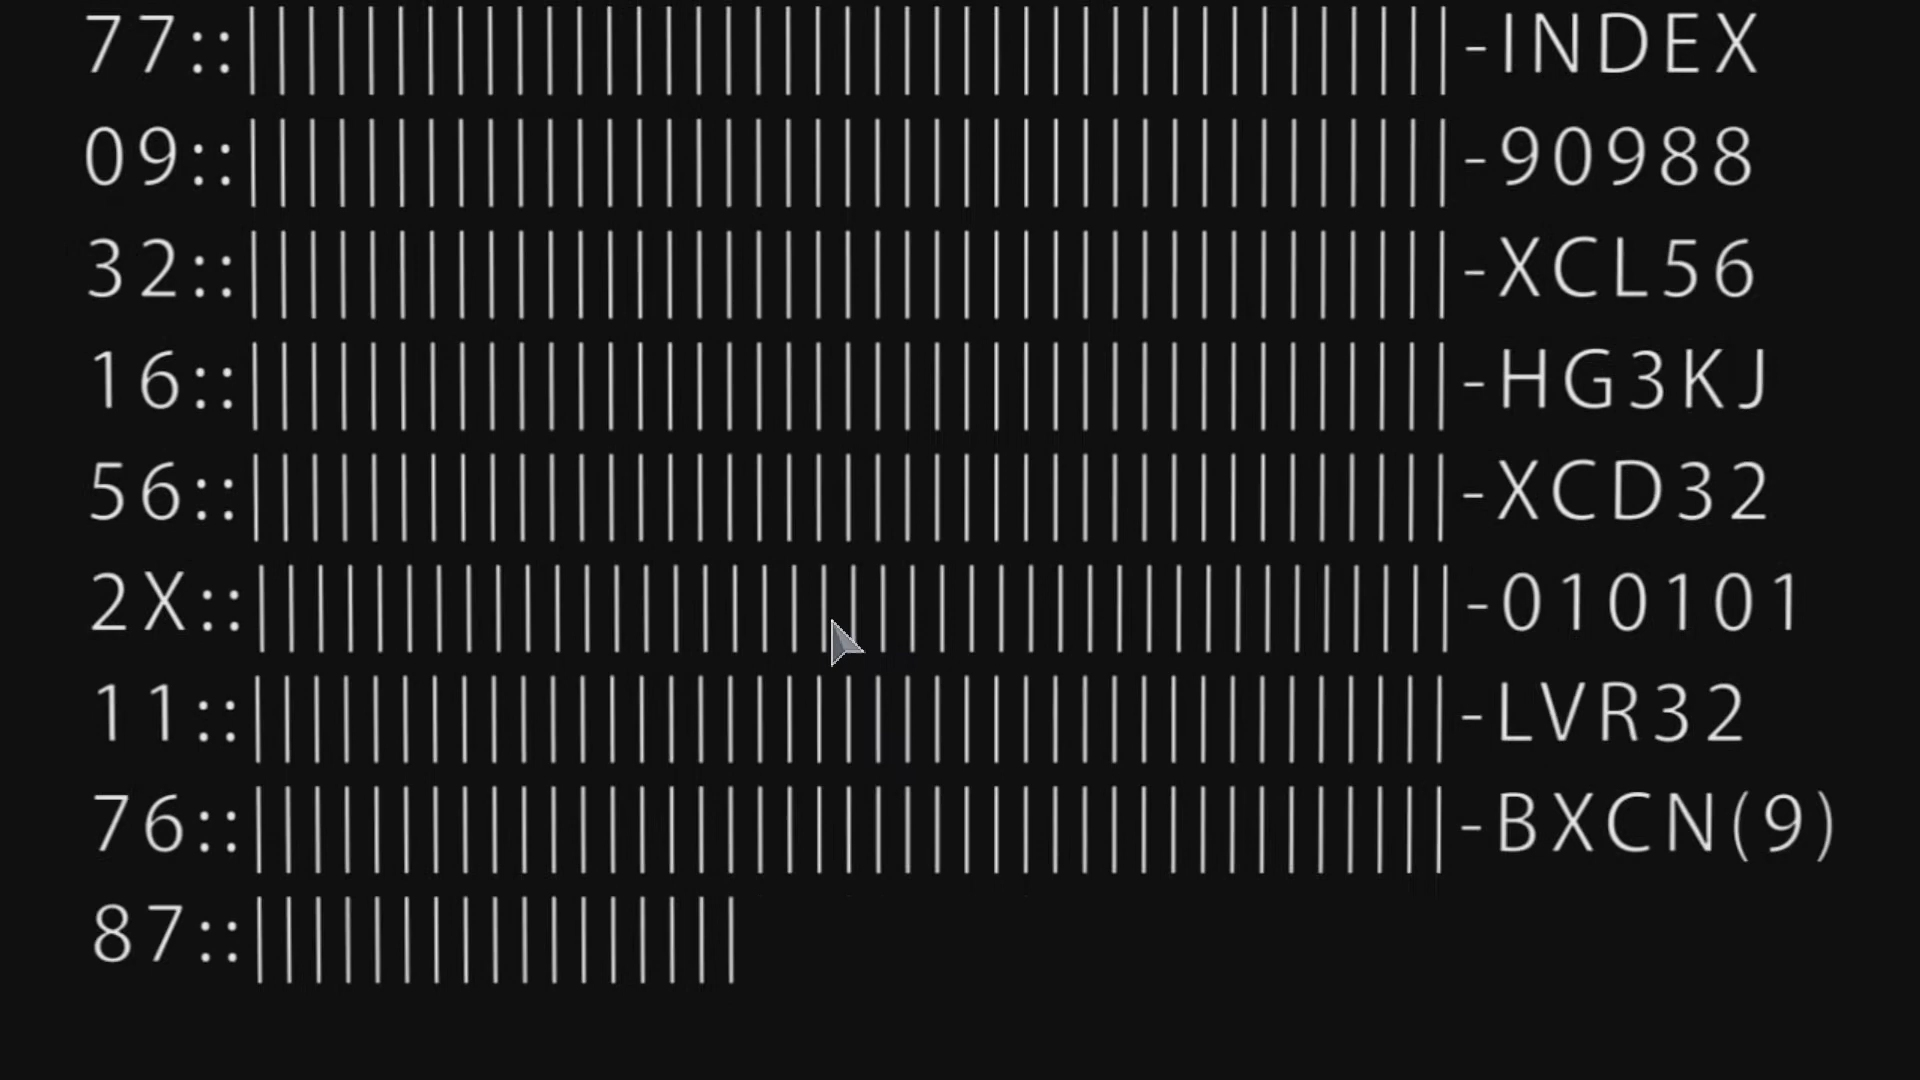 77::|||||||||||||||||||||||||||||||||||||||||-INDEX
09::|||||||||||||||||||||||||||||||||||||||||-90988
32::|||||||||||||||||||||||||||||||||||||||||-XCL56
16::|||||||||||||||||||||||||||||||||||||||||-HG3KJ
56::|||||||||||||||||||||||||||||||||||||||||-XCD32
2X::|||||||||||||||||||||||||||||||||||||||||-010101
11::|||||||||||||||||||||||||||||||||||||||||-LVR32
76::|||||||||||||||||||||||||||||||||||||||||-BXCN(9)
87::|||||||||||||||||